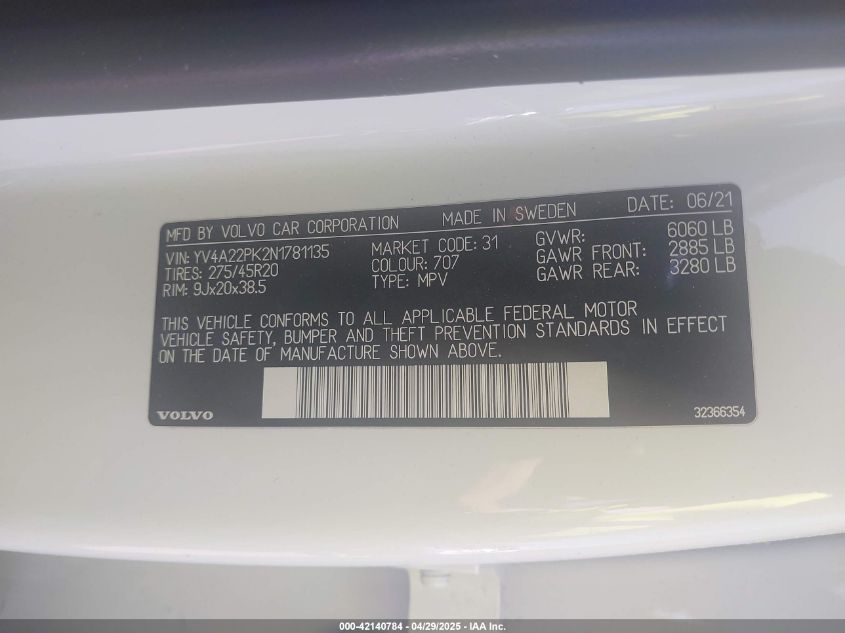 MFD BY VOLVO CAR CORPORATION MADE IN SWEDEN DATE: 06/21
VIN: YV4A22PK2N1781135 MARKET CODE: 31 GVWR: 6060 LB
TIRES: 275/45R20 COLOUR: 707 GAWR FRONT: 2885 LB
RIM: 9Jx20x38.5 TYPE: MPV GAWR REAR: 3280 LB
THIS VEHICLE CONFORMS TO ALL APPLICABLE FEDERAL MOTOR
VEHICLE SAFETY, BUMPER AND THEFT PREVENTION STANDARDS IN EFFECT
ON THE DATE OF MANUFACTURE SHOWN ABOVE.
VOLVO 32366354
000-42140784 - 04/29/2025 - IAA Inc.